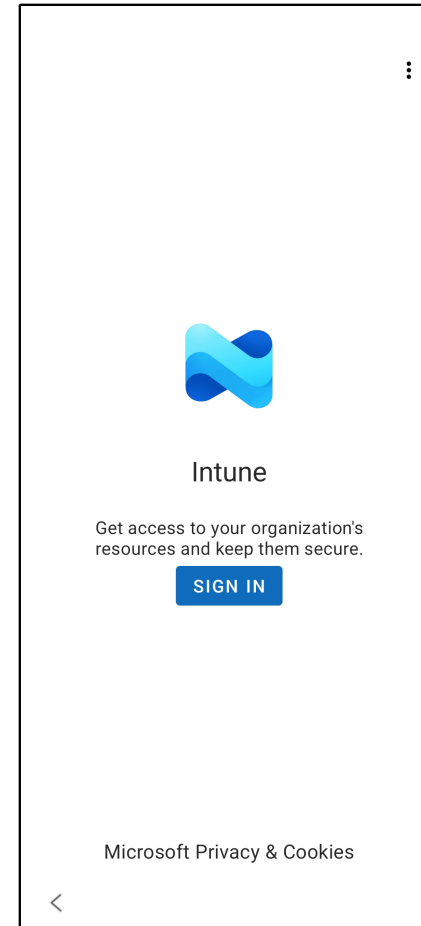 Intune
Get access to your organization's
resources and keep them secure.
SIGN IN
Microsoft Privacy & Cookies